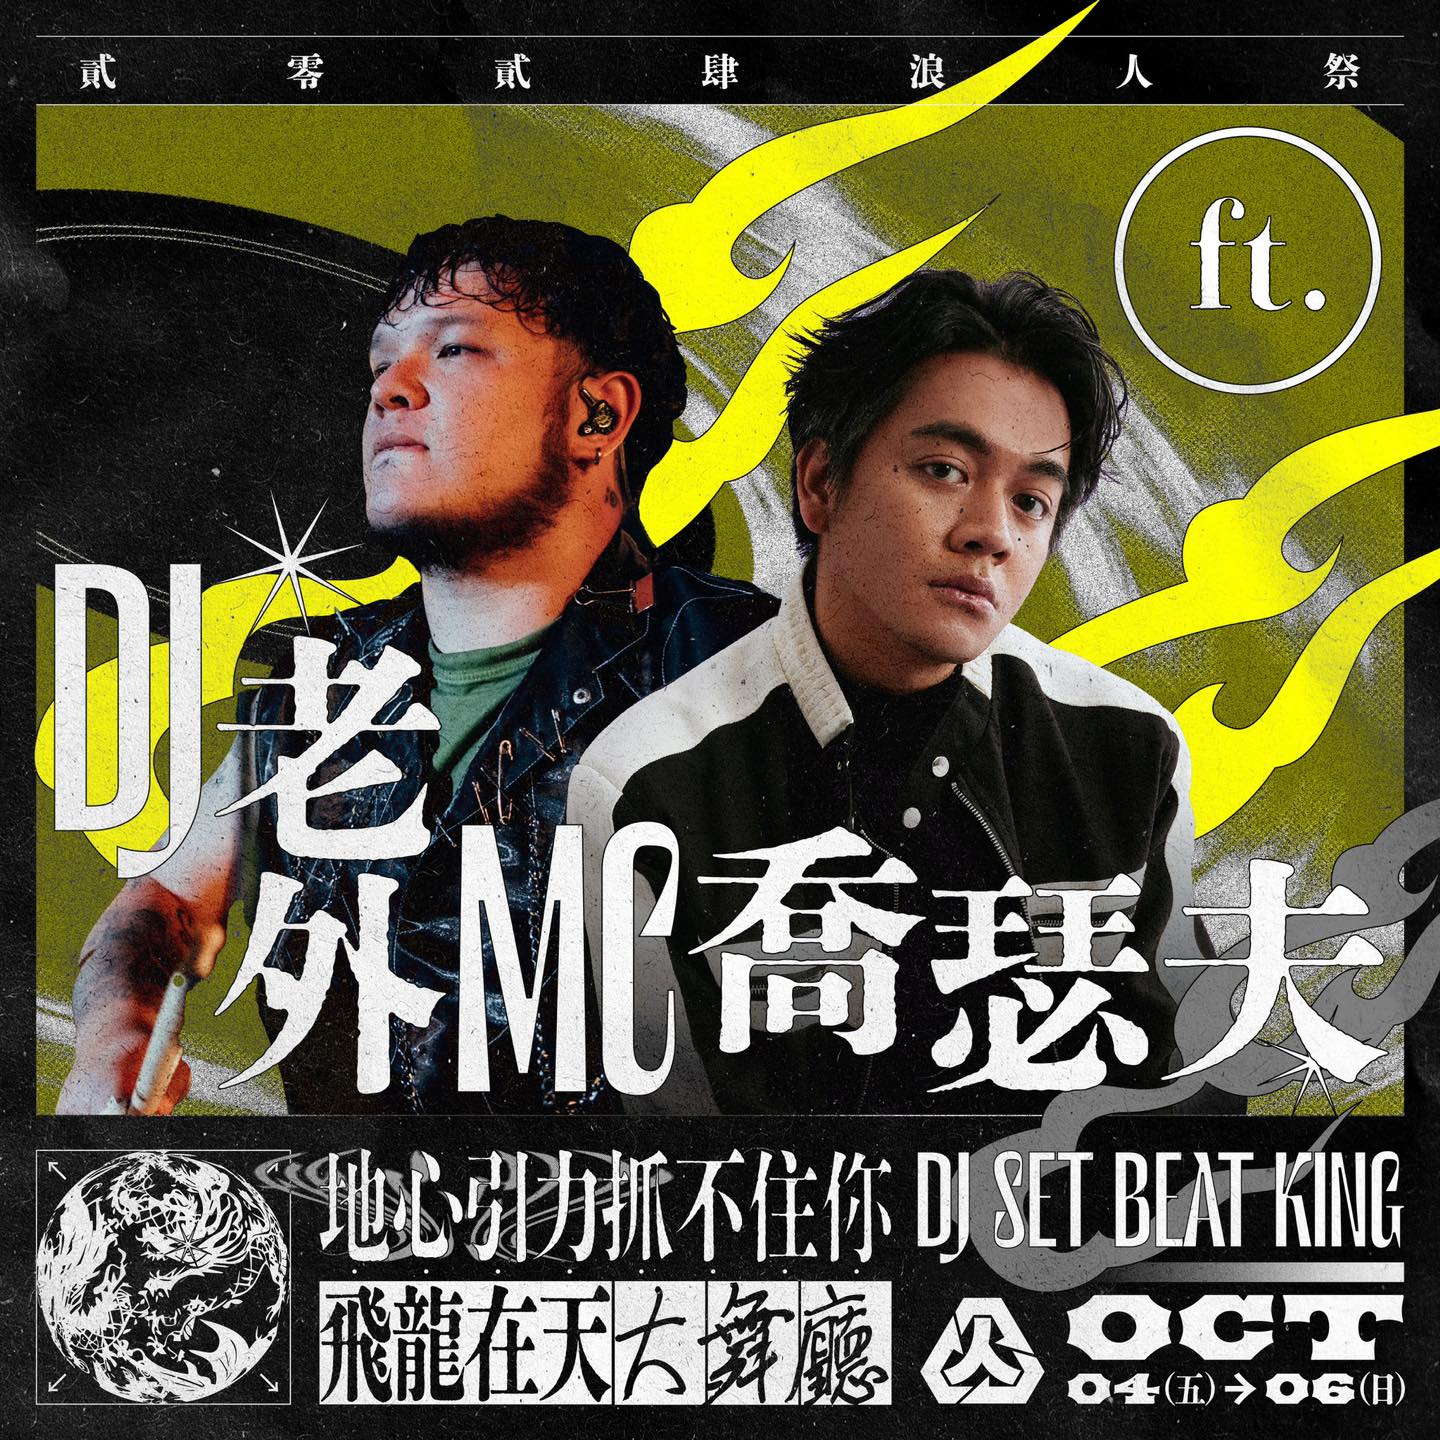 貳零貳肆浪人祭
ft.
DJ老外
MC喬瑟夫
地心引力抓不住你
DJ SET BEAT KING
飛龍在天大舞廳
OCT
04(五)→06(日)